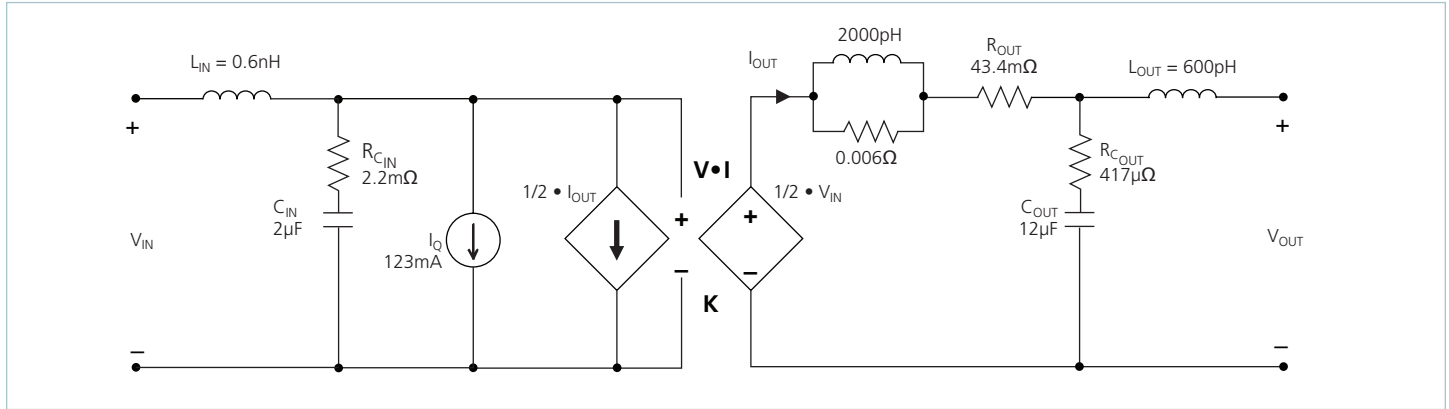 L_IN = 0.6nH
+
R_C_IN
2.2mΩ
C_IN
2µF
V_IN
–
I_Q
123mA
1/2 • I_OUT
V•I
+
–
K
+
–
1/2 • V_IN
I_OUT
2000pH
0.006Ω
R_OUT
43.4mΩ
L_OUT = 600pH
R_C_OUT
417µΩ
C_OUT
12µF
+
V_OUT
–